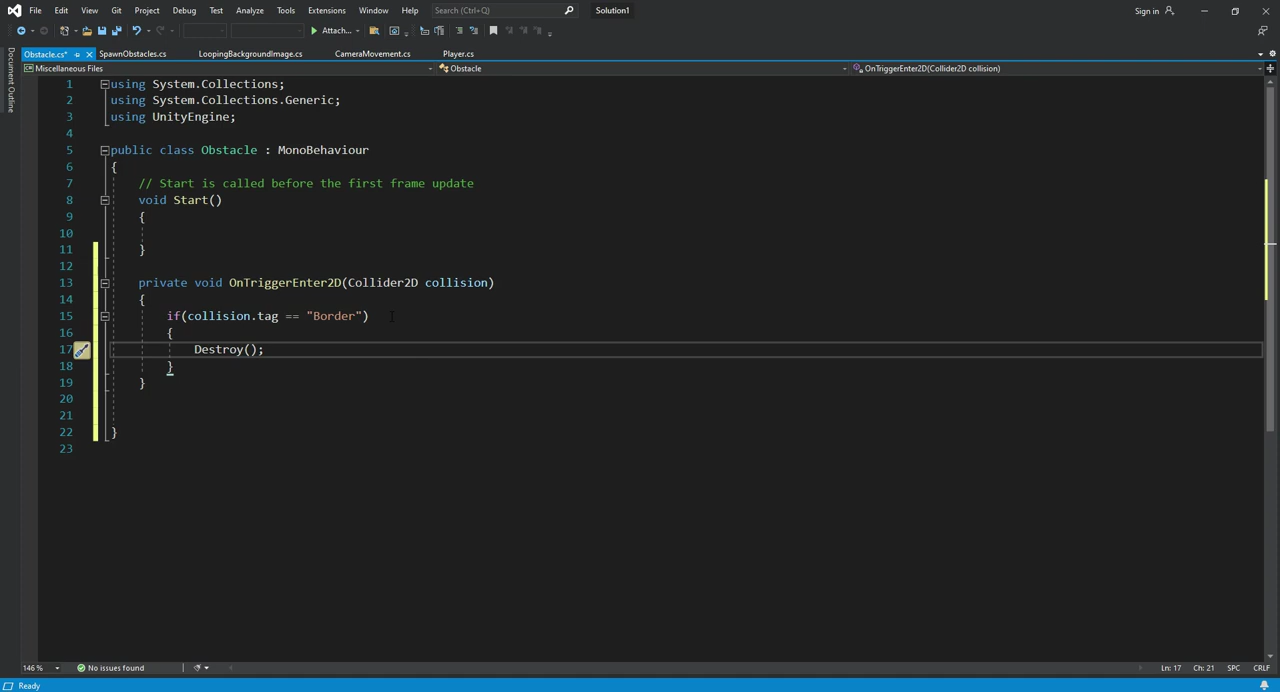 File Edit View Git Project Debug Test Analyze Tools Extensions Window Help Search (Ctrl+Q) Solution1 Sign in
Attach...
Obstacle.cs* SpawnObstacles.cs LoopingBackgroundImage.cs CameraMovement.cs Player.cs
Document Outline
Miscellaneous Files Obstacle OnTriggerEnter2D(Collider2D collision)
1 using System.Collections;
2 using System.Collections.Generic;
3 using UnityEngine;
4
5 public class Obstacle : MonoBehaviour
6 {
7 // Start is called before the first frame update
8 void Start()
9 {
10
11 }
12
13 private void OnTriggerEnter2D(Collider2D collision)
14 {
15 if(collision.tag == "Border")
16 {
17 Destroy();
18 }
19 }
20
21
22 }
23
146 % No issues found Ln: 17 Ch: 21 SPC CRLF
Ready